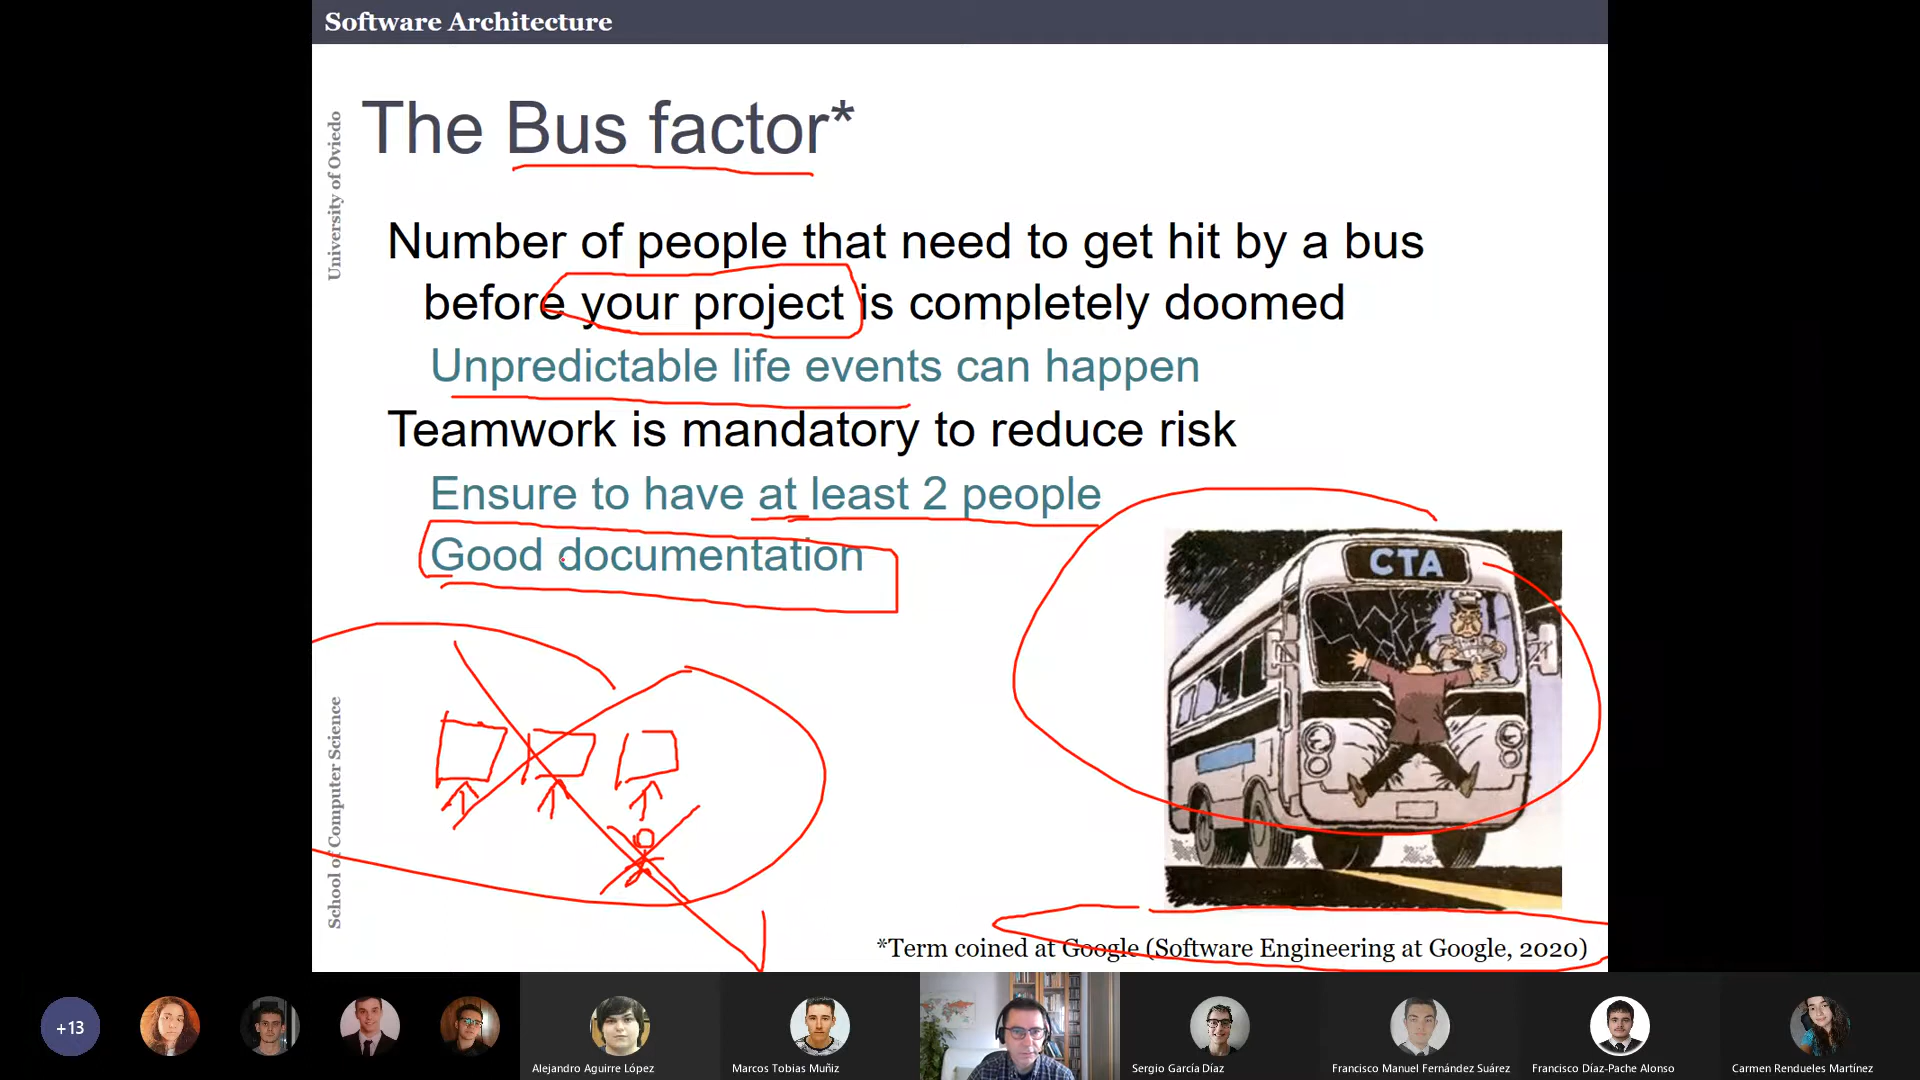 Software Architecture
University of Oviedo
The Bus factor*
Number of people that need to get hit by a bus
before your project is completely doomed
Unpredictable life events can happen
Teamwork is mandatory to reduce risk
Ensure to have at least 2 people
Good documentation
CTA
School of Computer Science
*Term coined at Google (Software Engineering at Google, 2020)
+13
Alejandro Aguirre López
Marcos Tobias Muñiz
Sergio García Díaz
Francisco Manuel Fernández Suárez
Francisco Díaz-Pache Alonso
Carmen Rendueles Martínez